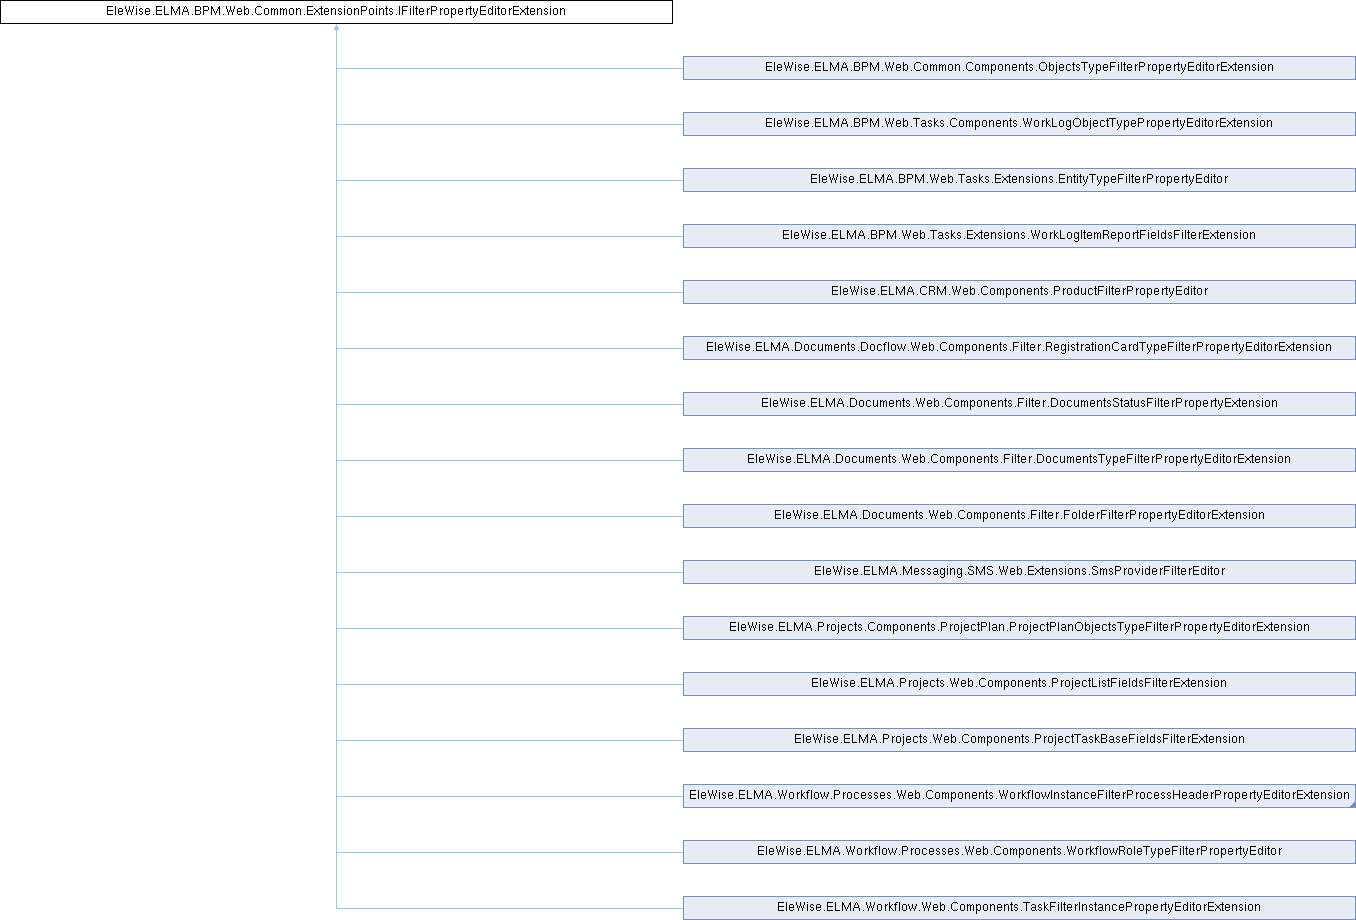 EleWise.ELMA.BPM.Web.Common.ExtensionPoints.IFilterPropertyEditorExtension
EleWise.ELMA.BPM.Web.Common.Components.ObjectsTypeFilterPropertyEditorExtension
EleWise.ELMA.BPM.Web.Tasks.Components.WorkLogObjectTypePropertyEditorExtension
EleWise.ELMA.BPM.Web.Tasks.Extensions.EntityTypeFilterPropertyEditor
EleWise.ELMA.BPM.Web.Tasks.Extensions.WorkLogItemReportFieldsFilterExtension
EleWise.ELMA.CRM.Web.Components.ProductFilterPropertyEditor
EleWise.ELMA.Documents.Docflow.Web.Components.Filter.RegistrationCardTypeFilterPropertyEditorExtension
EleWise.ELMA.Documents.Web.Components.Filter.DocumentsStatusFilterPropertyExtension
EleWise.ELMA.Documents.Web.Components.Filter.DocumentsTypeFilterPropertyEditorExtension
EleWise.ELMA.Documents.Web.Components.Filter.FolderFilterPropertyEditorExtension
EleWise.ELMA.Messaging.SMS.Web.Extensions.SmsProviderFilterEditor
EleWise.ELMA.Projects.Components.ProjectPlan.ProjectPlanObjectsTypeFilterPropertyEditorExtension
EleWise.ELMA.Projects.Web.Components.ProjectListFieldsFilterExtension
EleWise.ELMA.Projects.Web.Components.ProjectTaskBaseFieldsFilterExtension
EleWise.ELMA.Workflow.Processes.Web.Components.WorkflowInstanceFilterProcessHeaderPropertyEditorExtension
EleWise.ELMA.Workflow.Processes.Web.Components.WorkflowRoleTypeFilterPropertyEditor
EleWise.ELMA.Workflow.Web.Components.TaskFilterInstancePropertyEditorExtension